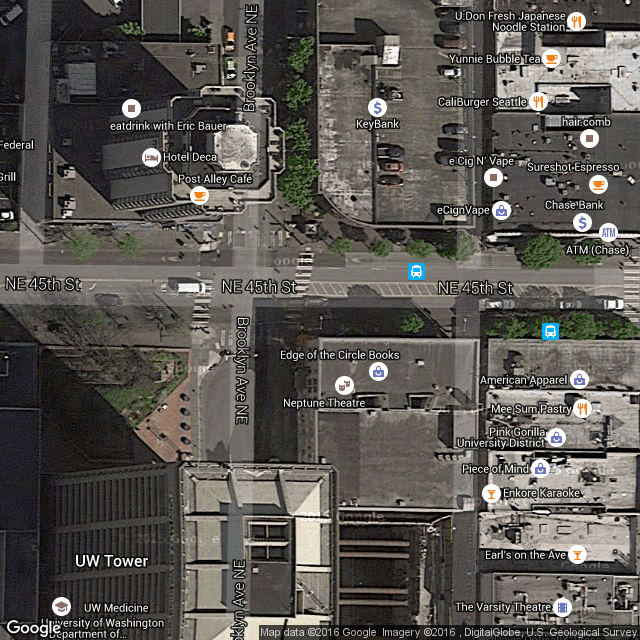 U:Don Fresh Japanese
Noodle Station
Brooklyn Ave NE
Yunnie Bubble Tea
CaliBurger Seattle
eatdrink with Eric Bauer
KeyBank
hair.comb
Federal
Hotel Deca
e Cig N' Vape
Sureshot Espresso
Grill
Post Alley Café
eCignVape
Chase Bank
ATM
ATM (Chase)
NE 45th St
NE 45th St
NE 45th St
Brooklyn Ave NE
Edge of the Circle Books
American Apparel
Neptune Theatre
Mee Sum Pastry
Pink Gorilla
University District
Piece of Mind
Enkore Karaoke
Google
UW Tower
Earl's on the Ave
klyn Ave NE
UW Medicine
The Varsity Theatre
University of Washington
Department of...
Google
Map data ©2016 Google Imagery ©2016 , DigitalGlobe, U.S. Geological Survey